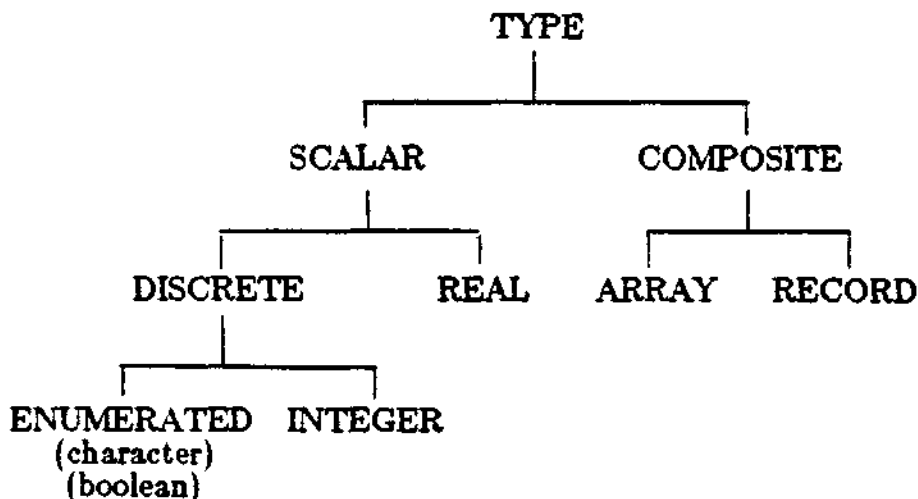 TYPE
SCALAR COMPOSITE
DISCRETE REAL ARRAY RECORD
ENUMERATED INTEGER
(character)
(boolean)